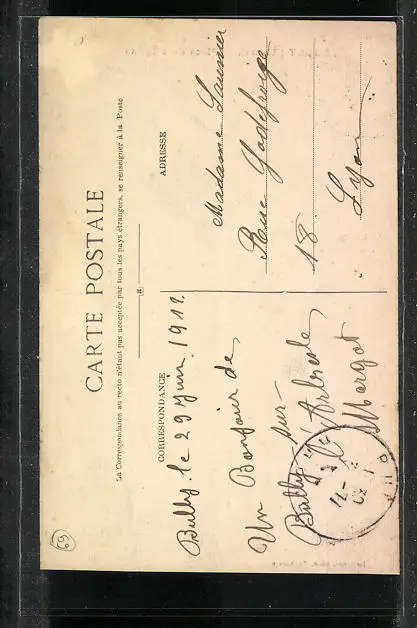 CARTE POSTALE
La Correspondance au recto n'étant pas acceptée par tous les pays étrangers, se renseigner à la Poste
CORRESPONDANCE
Bully le 29 Juin 1912.
Un Bonjour de
Bully-sur-
l'Arbresle
Margot
ADRESSE
Madame Saunier
Rue Godefroy
18
Lyon
69